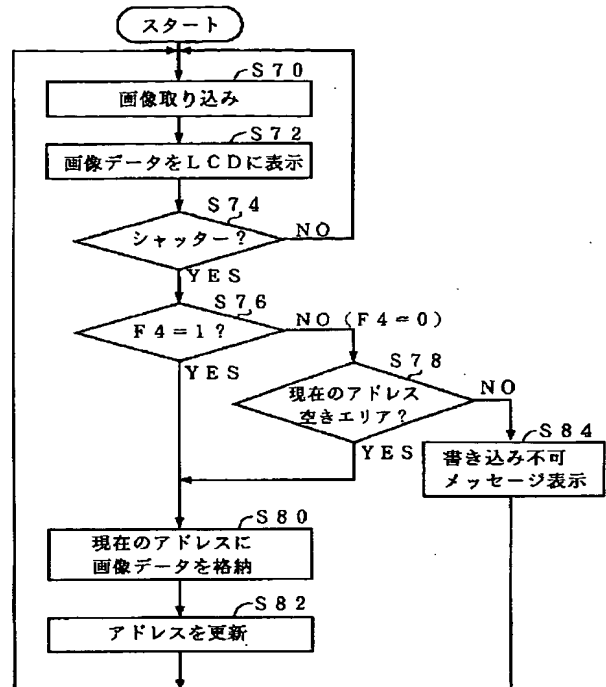 スタート
S70
画像取り込み
S72
画像データをLCDに表示
S74
シャッター?
NO
YES
S76
F4=1?
NO(F4=0)
YES
S78
現在のアドレス
空きエリア?
NO
YES
S84
書き込み不可
メッセージ表示
S80
現在のアドレスに
画像データを格納
S82
アドレスを更新